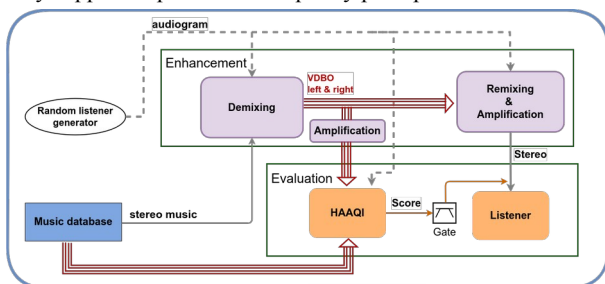 audiogram
Enhancement
VDBO
left & right
Demixing
Remixing
&
Amplification
Random listener
generator
Amplification
Stereo
Evaluation
HAAQI
Score
Listener
Music database
stereo music
Gate